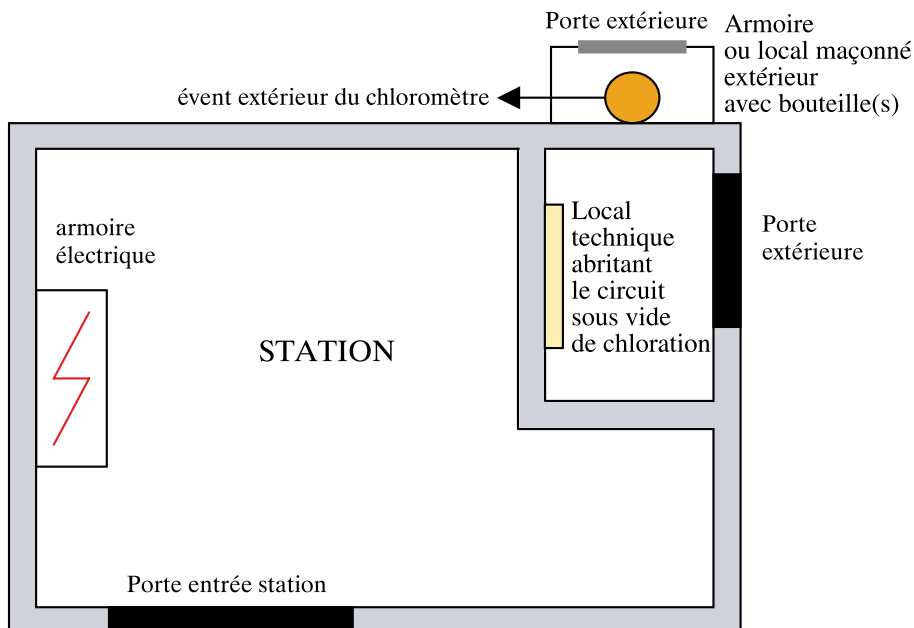 Porte extérieure
Armoire
ou local maçonné
extérieur
avec bouteille(s)
évent extérieur du chloromètre
armoire
électrique
Local
technique
abritant
le circuit
sous vide
de chloration
Porte
extérieure
STATION
Porte entrée station